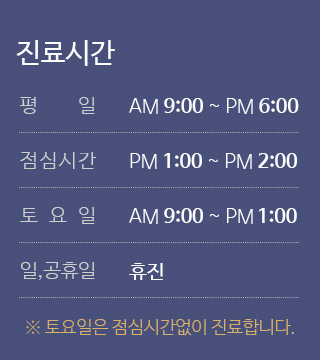 진료시간
평 일 AM 9:00 ~ PM 6:00
점심시간 PM 1:00 ~ PM 2:00
토 요 일 AM 9:00 ~ PM 1:00
일,공휴일 휴진
※ 토요일은 점심시간없이 진료합니다.